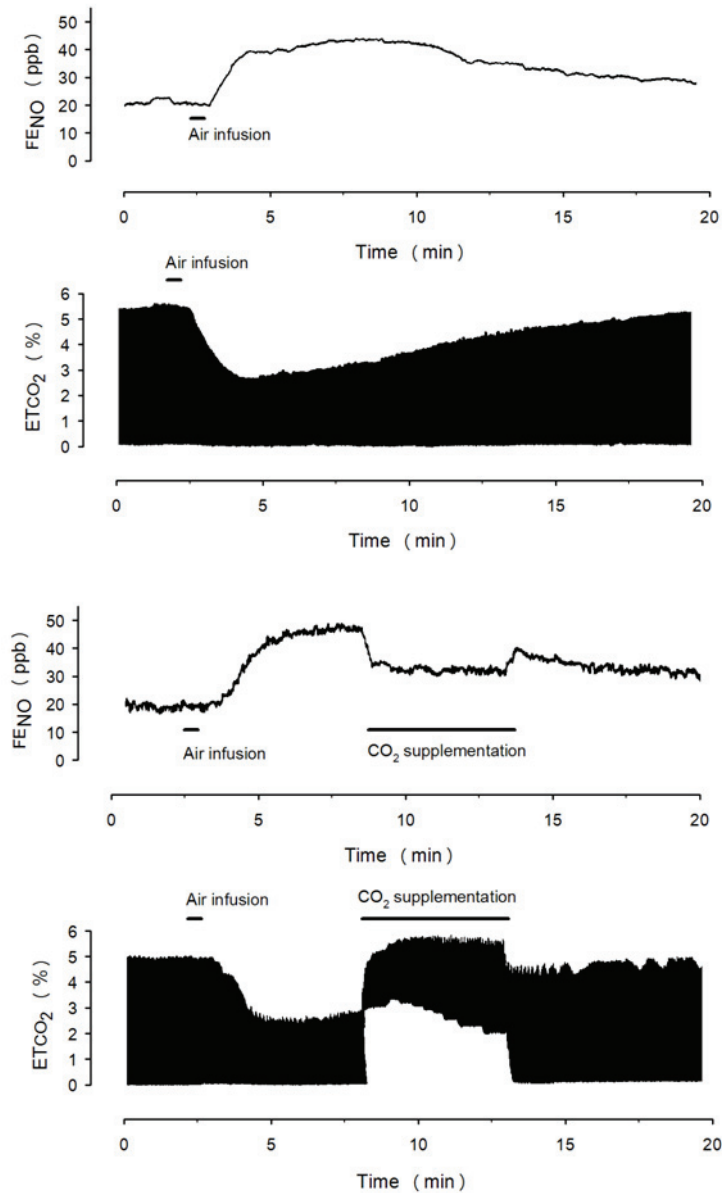 50
40
30
20
10
0
FENO (ppb)
Air infusion
0 5 10 15 20
Time (min)
Air infusion
6
5
4
3
2
1
0
ETCO2 (%)
0 5 10 15 20
Time (min)
50
40
30
20
10
0
FENO (ppb)
Air infusion
CO2 supplementation
0 5 10 15 20
Time (min)
Air infusion CO2 supplementation
6
5
4
3
2
1
0
ETCO2 (%)
0 5 10 15 20
Time (min)